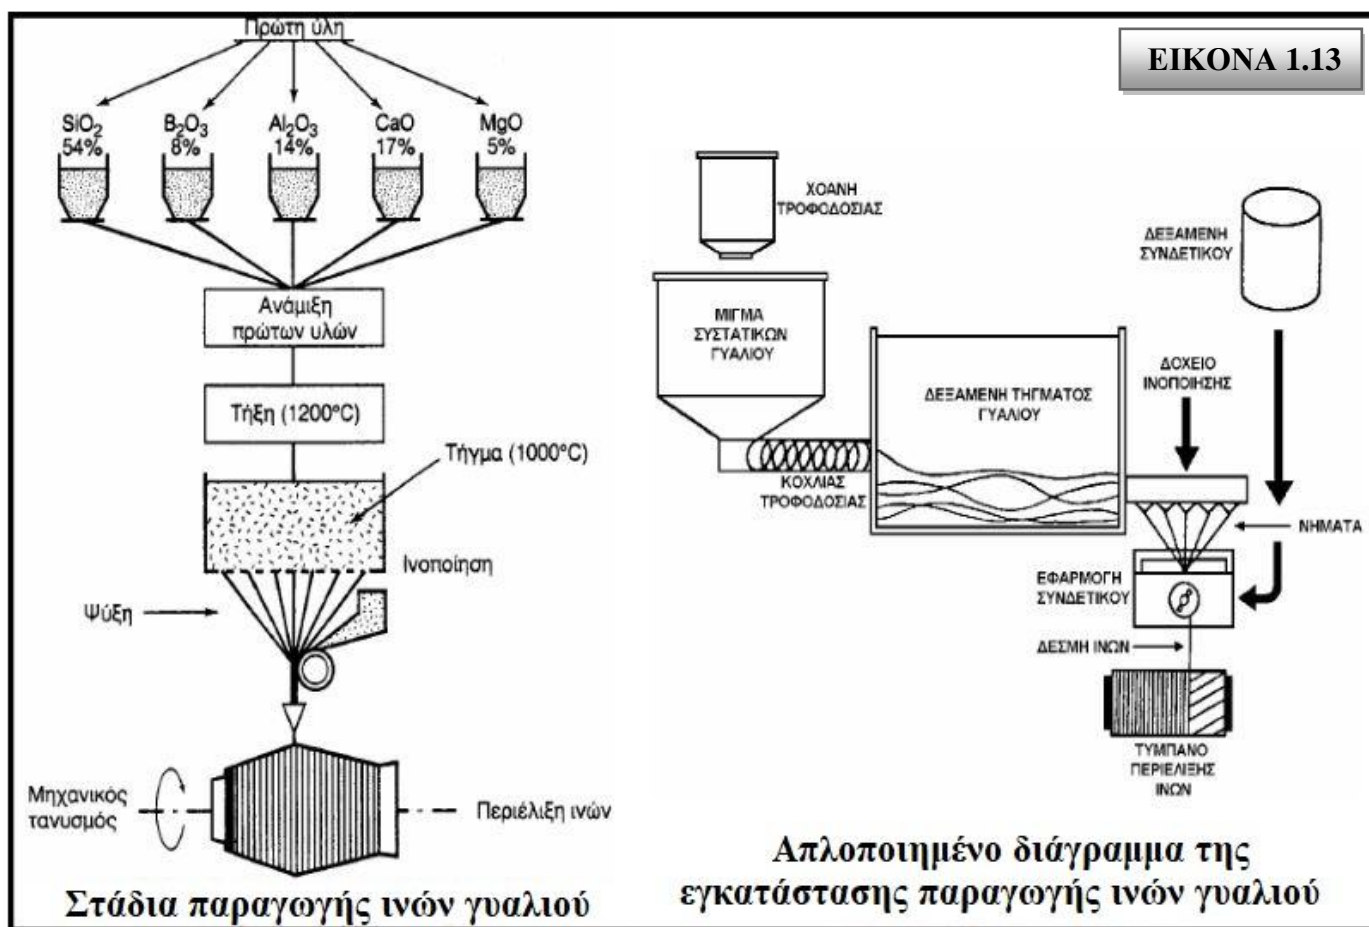 Πρώτη ύλη
ΕΙΚΟΝΑ 1.13
SiO₂
54%
B₂O₃
8%
Al₂O₃
14%
CaO
17%
MgO
5%
Ανάμιξη
πρώτων υλών
Τήξη (1200°C)
Τήγμα (1000°C)
Ινοποίηση
Ψύξη
Μηχανικός
τανυσμός
Περιέλιξη ινών
Στάδια παραγωγής ινών γυαλιού
ΧΟΑΝΗ
ΤΡΟΦΟΔΟΣΙΑΣ
ΜΙΓΜΑ
ΣΥΣΤΑΤΙΚΩΝ
ΓΥΑΛΙΟΥ
ΚΟΧΛΙΑΣ
ΤΡΟΦΟΔΟΣΙΑΣ
ΔΕΞΑΜΕΝΗ ΤΗΓΜΑΤΟΣ
ΓΥΑΛΙΟΥ
ΔΕΞΑΜΕΝΗ
ΣΥΝΔΕΤΙΚΟΥ
ΔΟΧΕΙΟ
ΙΝΟΠΟΙΗΣΗΣ
ΝΗΜΑΤΑ
ΕΦΑΡΜΟΓΗ
ΣΥΝΔΕΤΙΚΟΥ
ΔΕΣΜΗ ΙΝΩΝ
ΤΥΜΠΑΝΟ
ΠΕΡΙΕΛΙΞΗΣ
ΙΝΩΝ
Απλοποιημένο διάγραμμα της
εγκατάστασης παραγωγής ινών γυαλιού